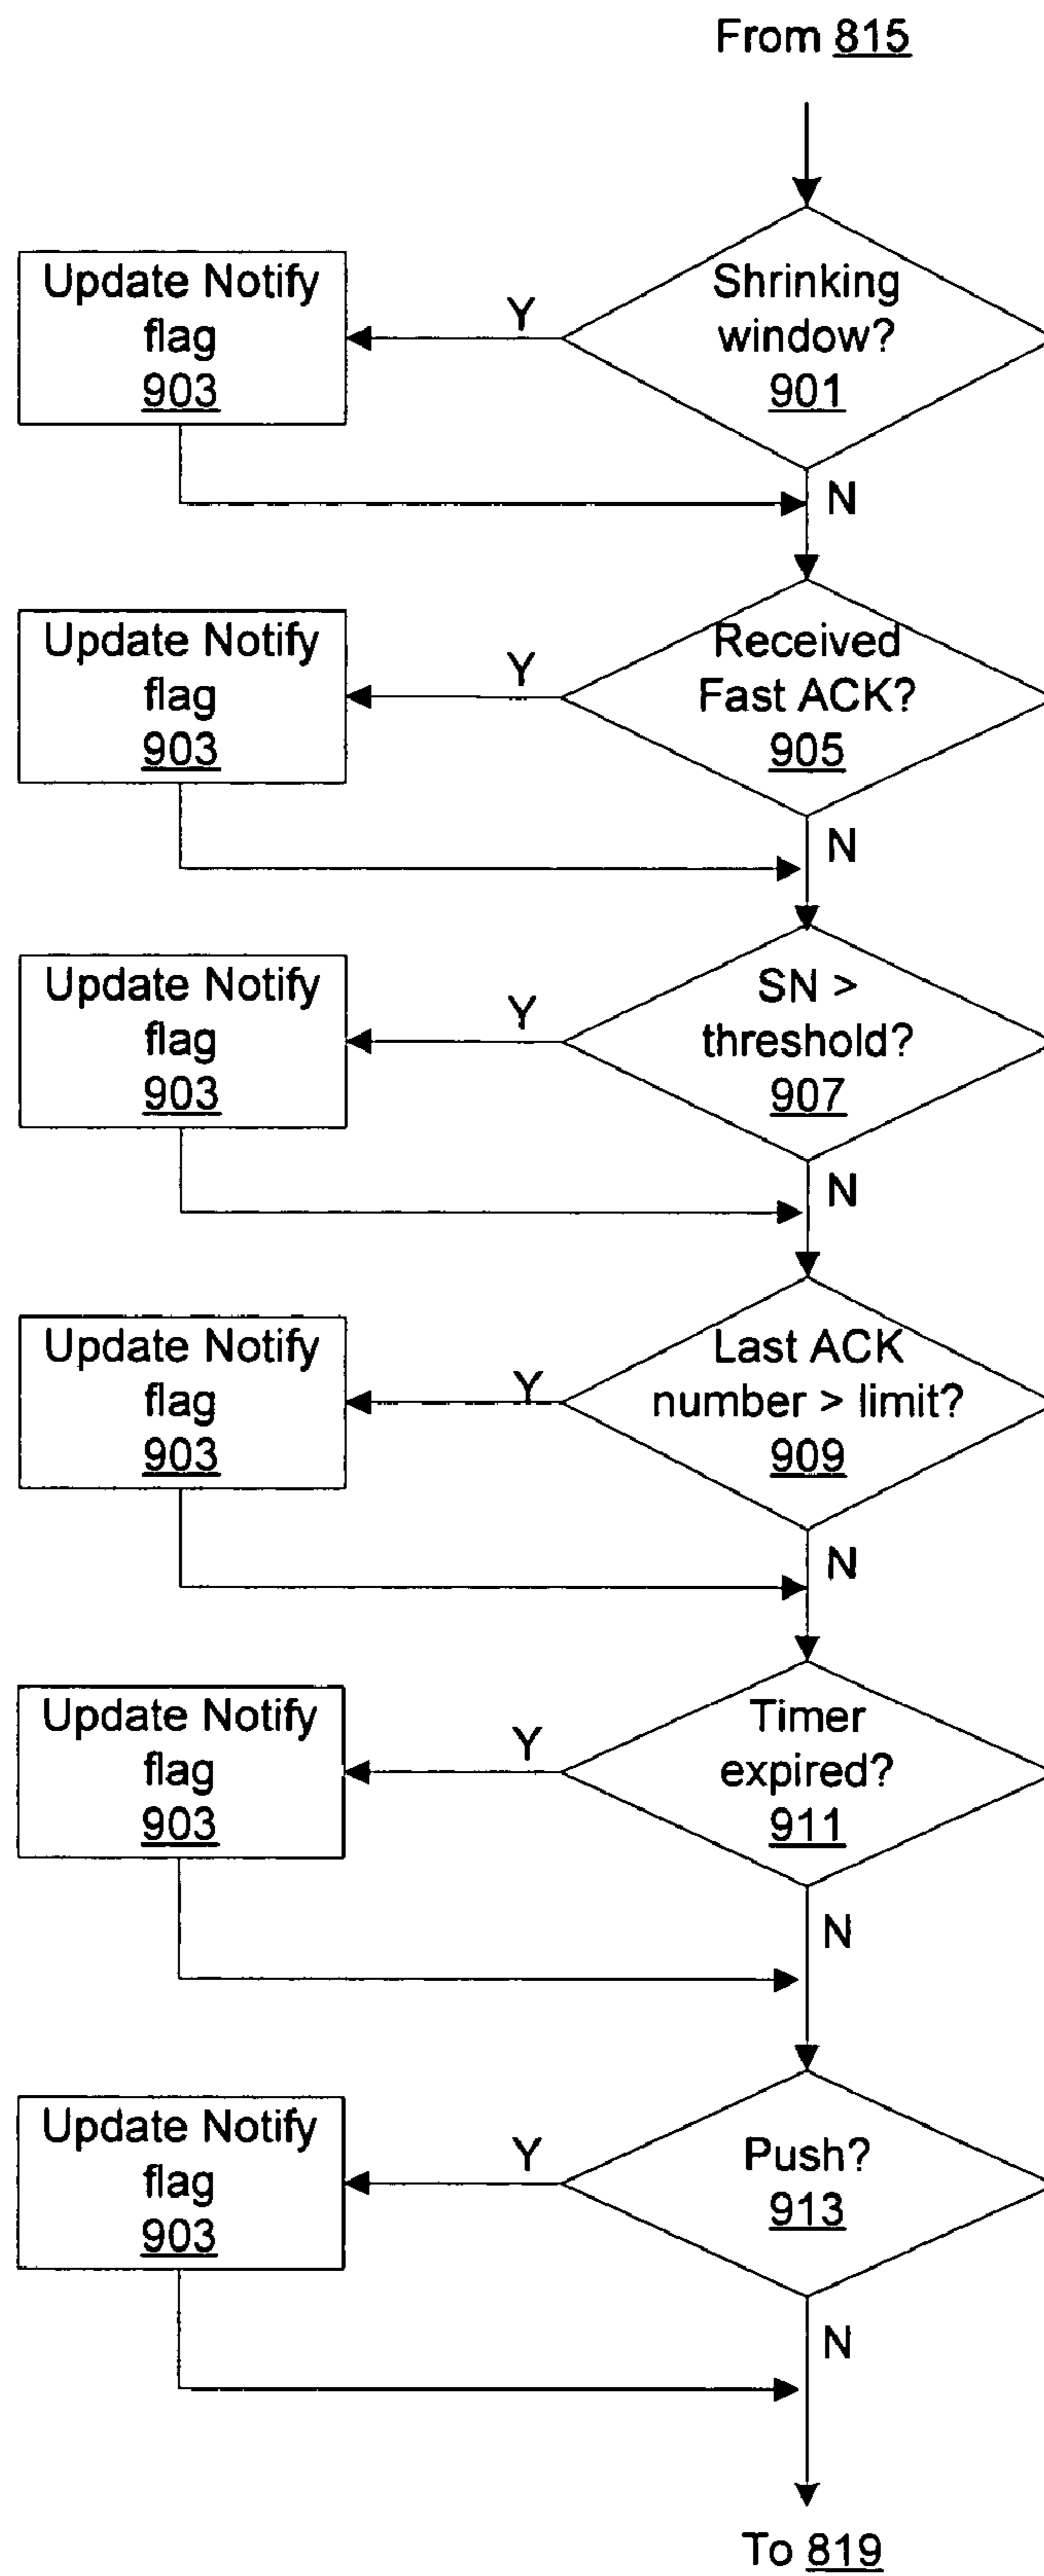 From 815
Shrinking
window?
901
Y
Update Notify
flag
903
N
Received
Fast ACK?
905
Y
Update Notify
flag
903
N
SN >
threshold?
907
Y
Update Notify
flag
903
N
Last ACK
number > limit?
909
Y
Update Notify
flag
903
N
Timer
expired?
911
Y
Update Notify
flag
903
N
Push?
913
Y
Update Notify
flag
903
N
To 819